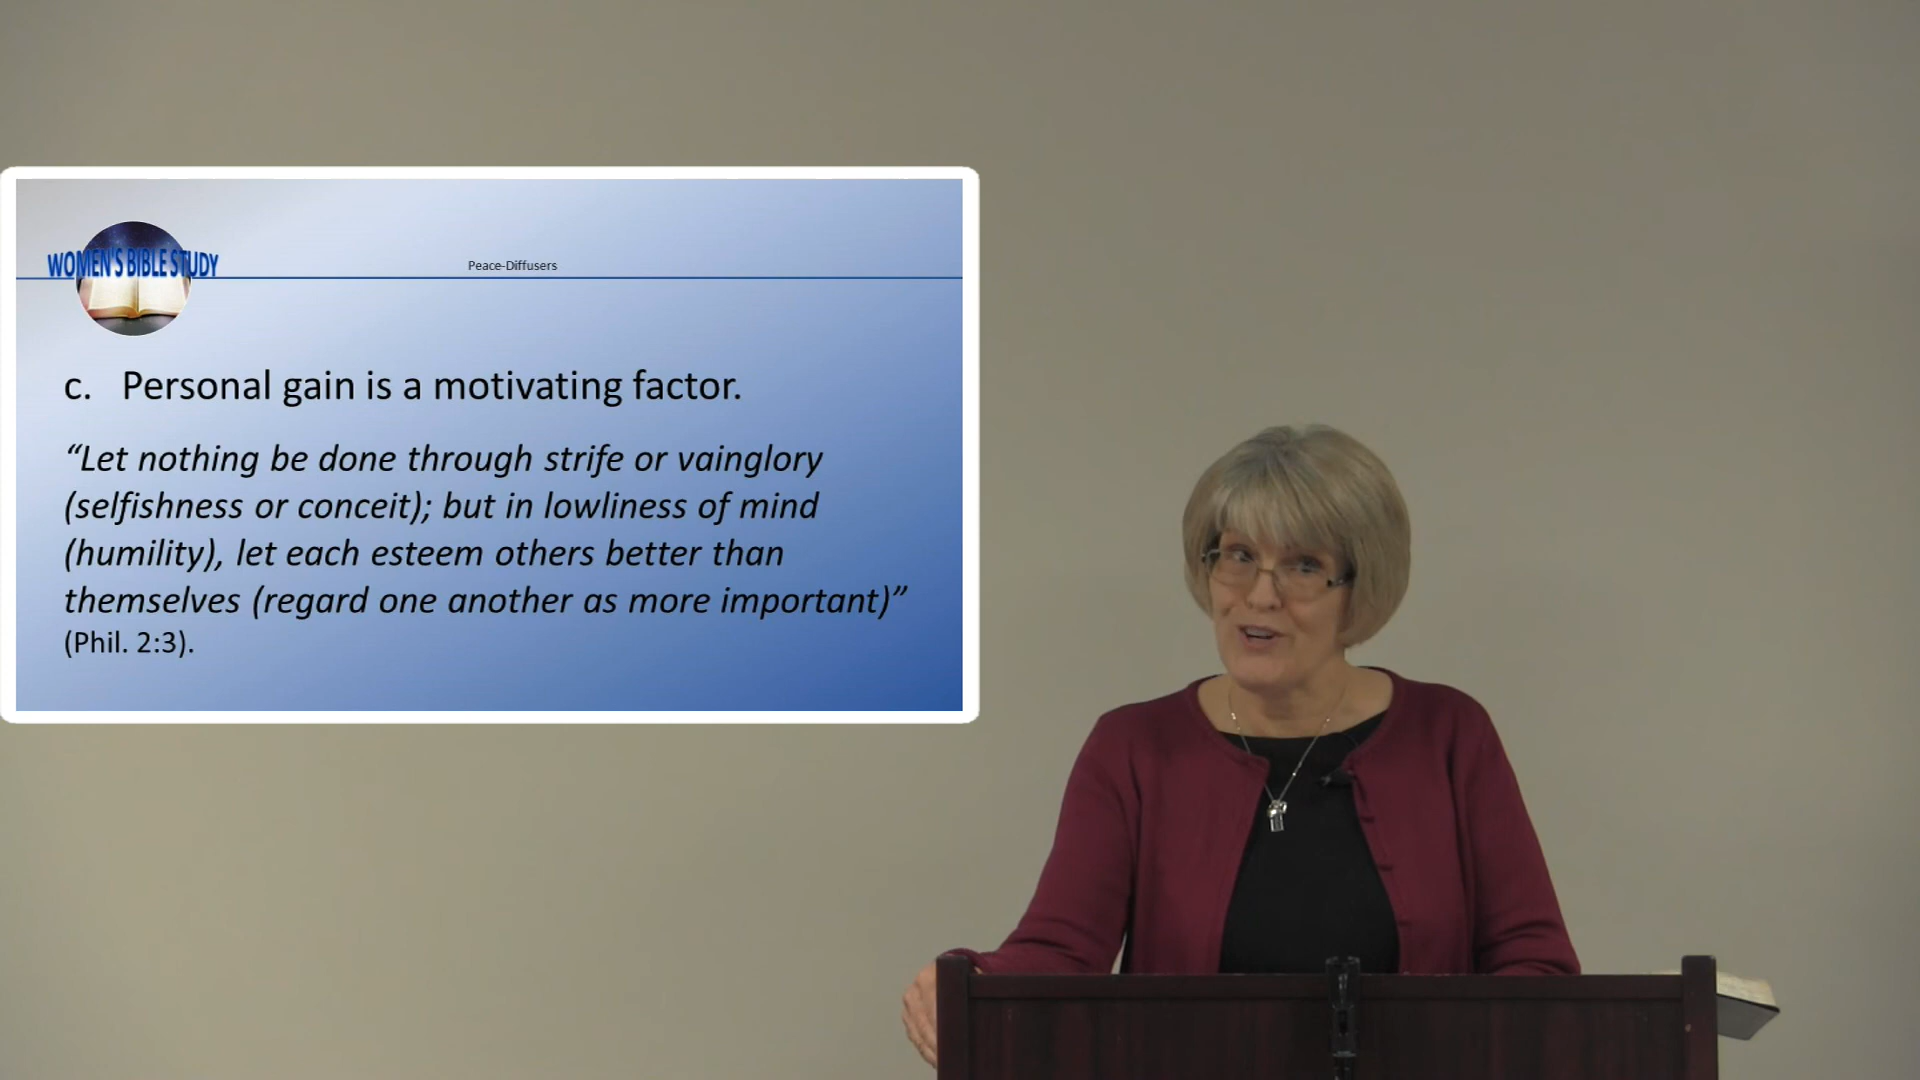 WOMEN'S BIBLE STUDY
Peace-Diffusers
c. Personal gain is a motivating factor.
“Let nothing be done through strife or vainglory
(selfishness or conceit); but in lowliness of mind
(humility), let each esteem others better than
themselves (regard one another as more important)”
(Phil. 2:3).